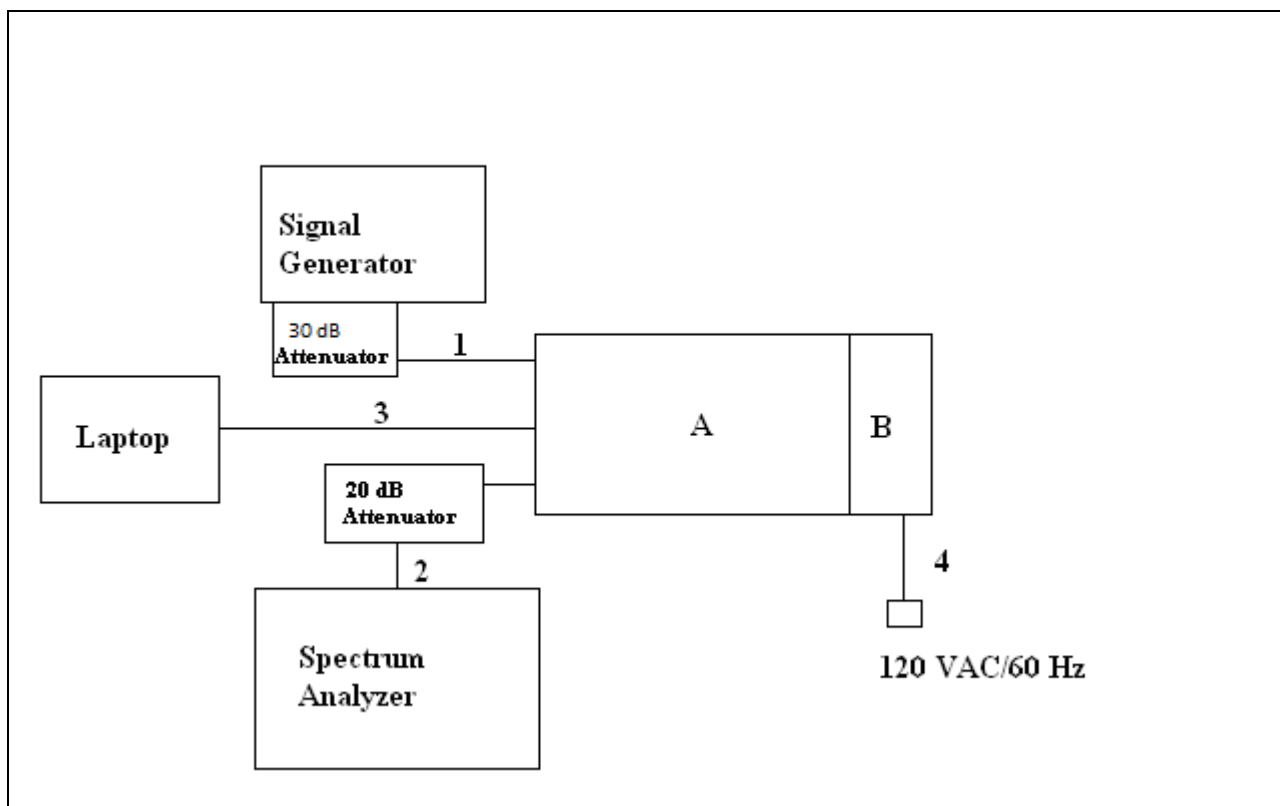 Signal
Generator
30 dB
Attenuator
1
3
Laptop
A
B
20 dB
Attenuator
2
4
Spectrum
Analyzer
120 VAC/60 Hz